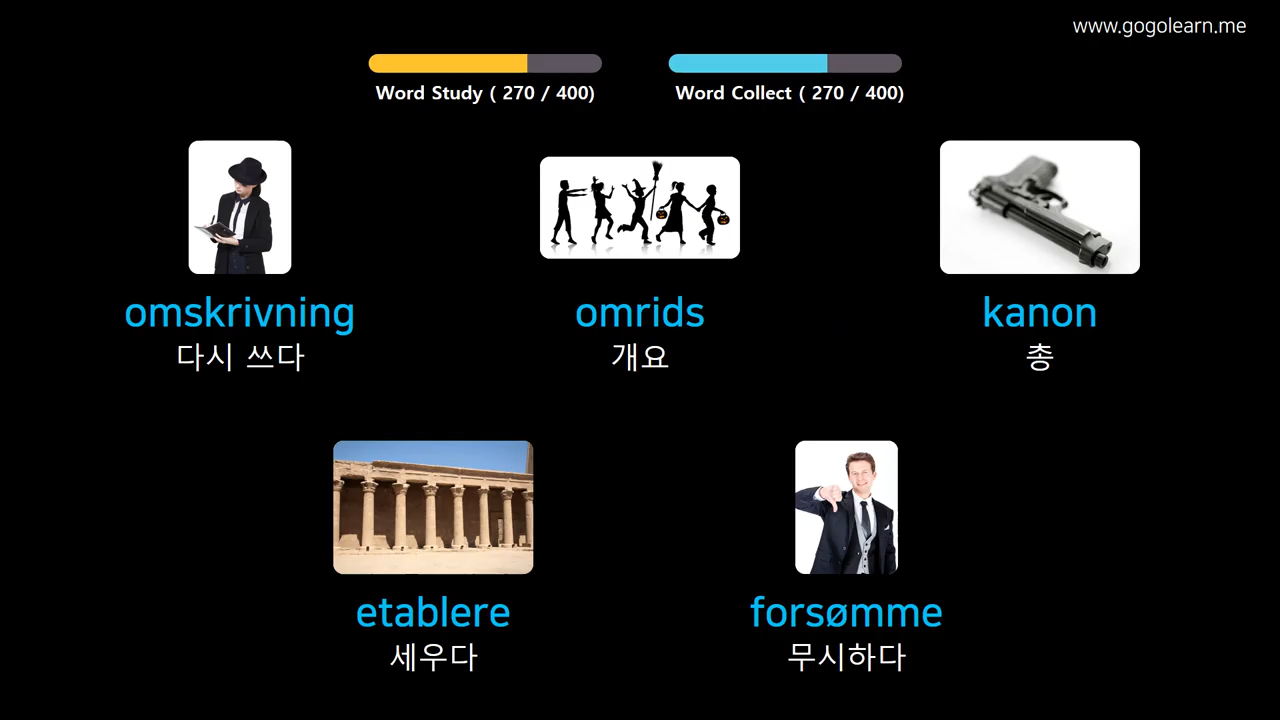 www.gogolearn.me
Word Study ( 270 / 400)
Word Collect ( 270 / 400)
omskrivning
다시 쓰다
omrids
개요
kanon
총
etablere
세우다
forsømme
무시하다